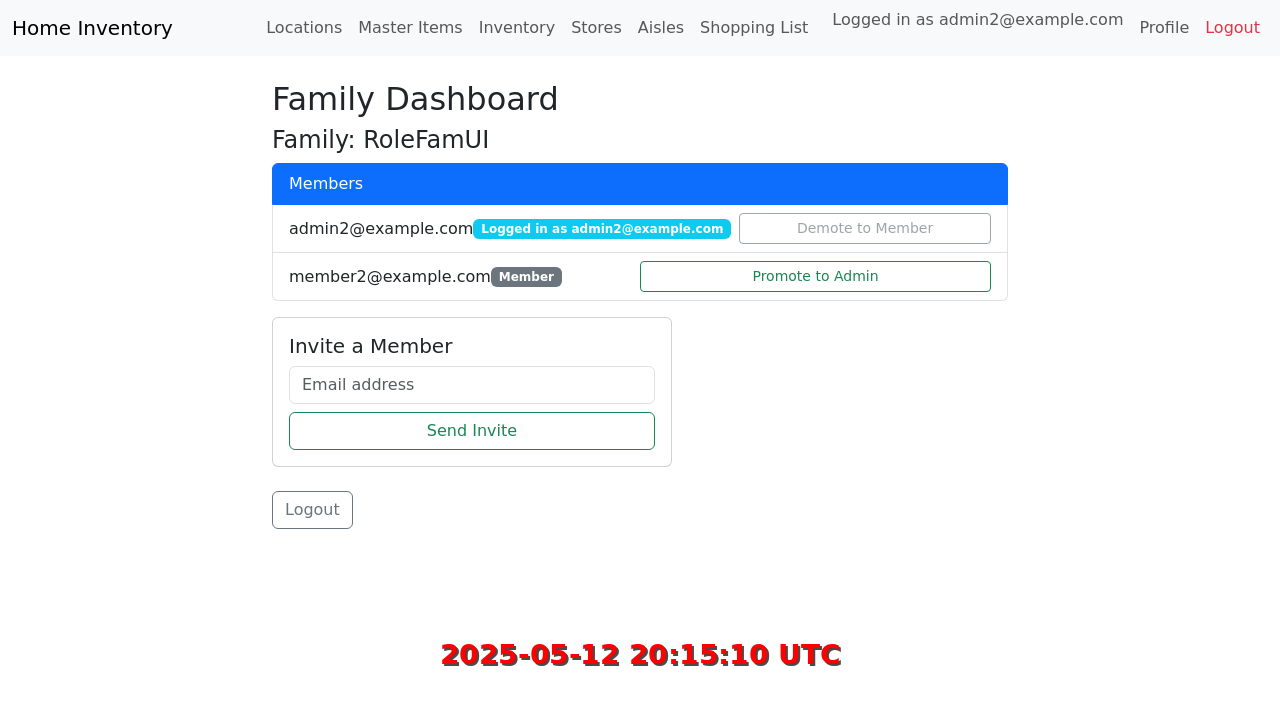 Home Inventory Locations Master Items Inventory Stores Aisles Shopping List Logged in as admin2@example.com Profile Logout
Family Dashboard
Family: RoleFamUI
Members
admin2@example.com Logged in as admin2@example.com Demote to Member
member2@example.com Member Promote to Admin
Invite a Member
Email address
Send Invite
Logout
2025-05-12 20:15:10 UTC